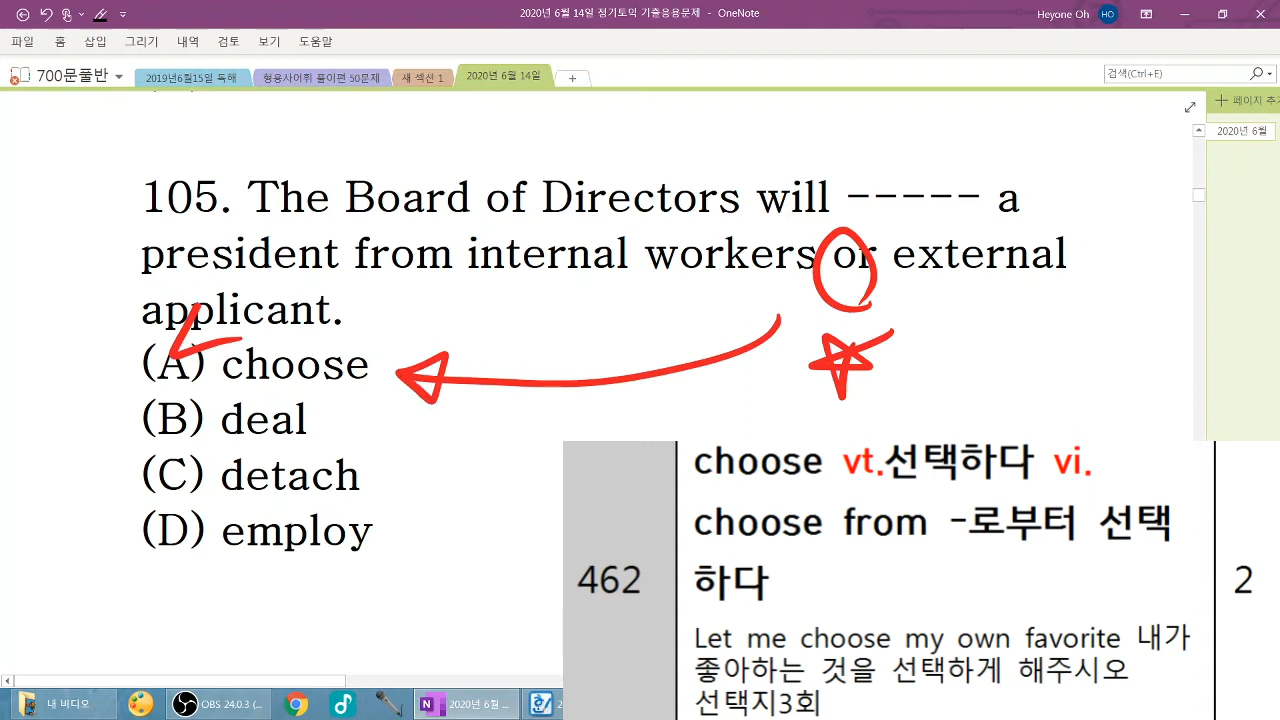 2020년 6월 14일 정기토익 기출응용문제 - OneNote
Heyone Oh HO
파일 홈 삽입 그리기 내역 검토 보기 도움말
700문풀반 2019년6월15일 독해 형용사어휘 풀이편 50문제 새 섹션 1 2020년 6월 14일 +
검색(Ctrl+E)
페이지 추가
2020년 6월
105. The Board of Directors will ----- a
president from internal workers or external
applicant.
(A) choose
(B) deal
(C) detach
(D) employ
choose vt.선택하다 vi.
choose from -로부터 선택
하다
462
2
Let me choose my own favorite 내가
좋아하는 것을 선택하게 해주시오
선택지3회
내 비디오
OBS 24.0.3 (...
2020년 6월 ...